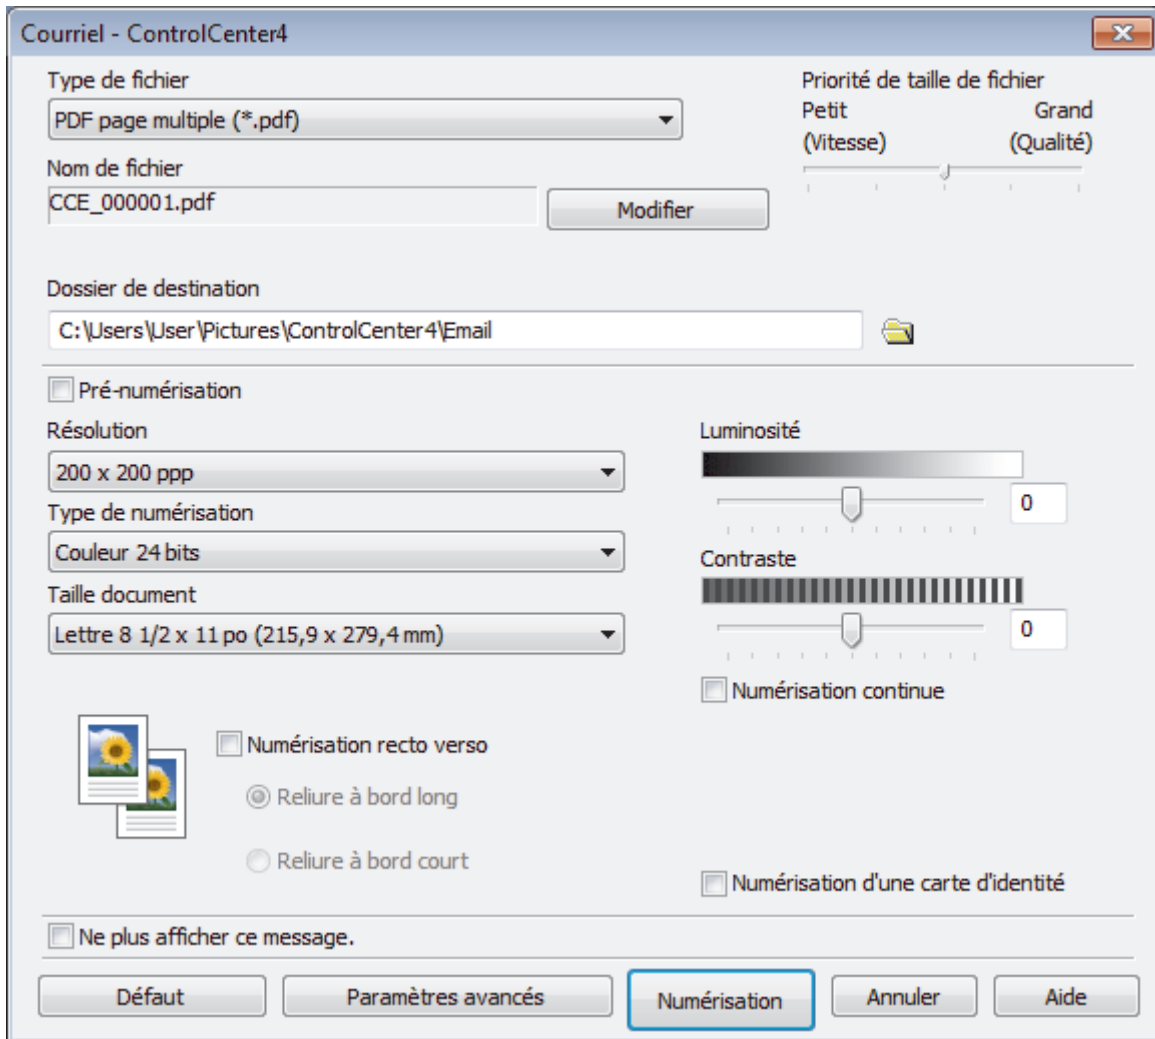 Courriel - ControlCenter4
Type de fichier
PDF page multiple (*.pdf)
Priorité de taille de fichier
Petit Grand
(Vitesse) (Qualité)
Nom de fichier
CCE_000001.pdf
Modifier
Dossier de destination
C:\Users\User\Pictures\ControlCenter4\Email
Pré-numérisation
Résolution
200 x 200 ppp
Type de numérisation
Couleur 24 bits
Taille document
Lettre 8 1/2 x 11 po (215,9 x 279,4 mm)
Luminosité
0
Contraste
0
Numérisation continue
Numérisation recto verso
Reliure à bord long
Reliure à bord court
Numérisation d'une carte d'identité
Ne plus afficher ce message.
Défaut
Paramètres avancés
Numérisation
Annuler
Aide